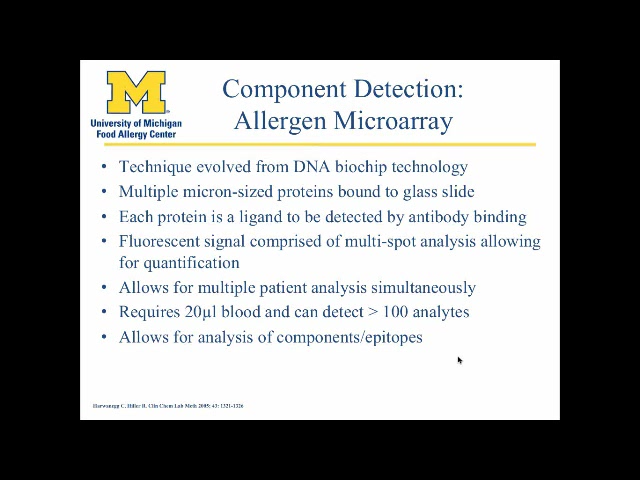 M
University of Michigan
Food Allergy Center
Component Detection:
Allergen Microarray
• Technique evolved from DNA biochip technology
• Multiple micron-sized proteins bound to glass slide
• Each protein is a ligand to be detected by antibody binding
• Fluorescent signal comprised of multi-spot analysis allowing
for quantification
• Allows for multiple patient analysis simultaneously
• Requires 20µl blood and can detect > 100 analytes
• Allows for analysis of components/epitopes
Harwanegg C, Hiller R. Clin Chem Lab Med: 2005; 43: 1321-1326